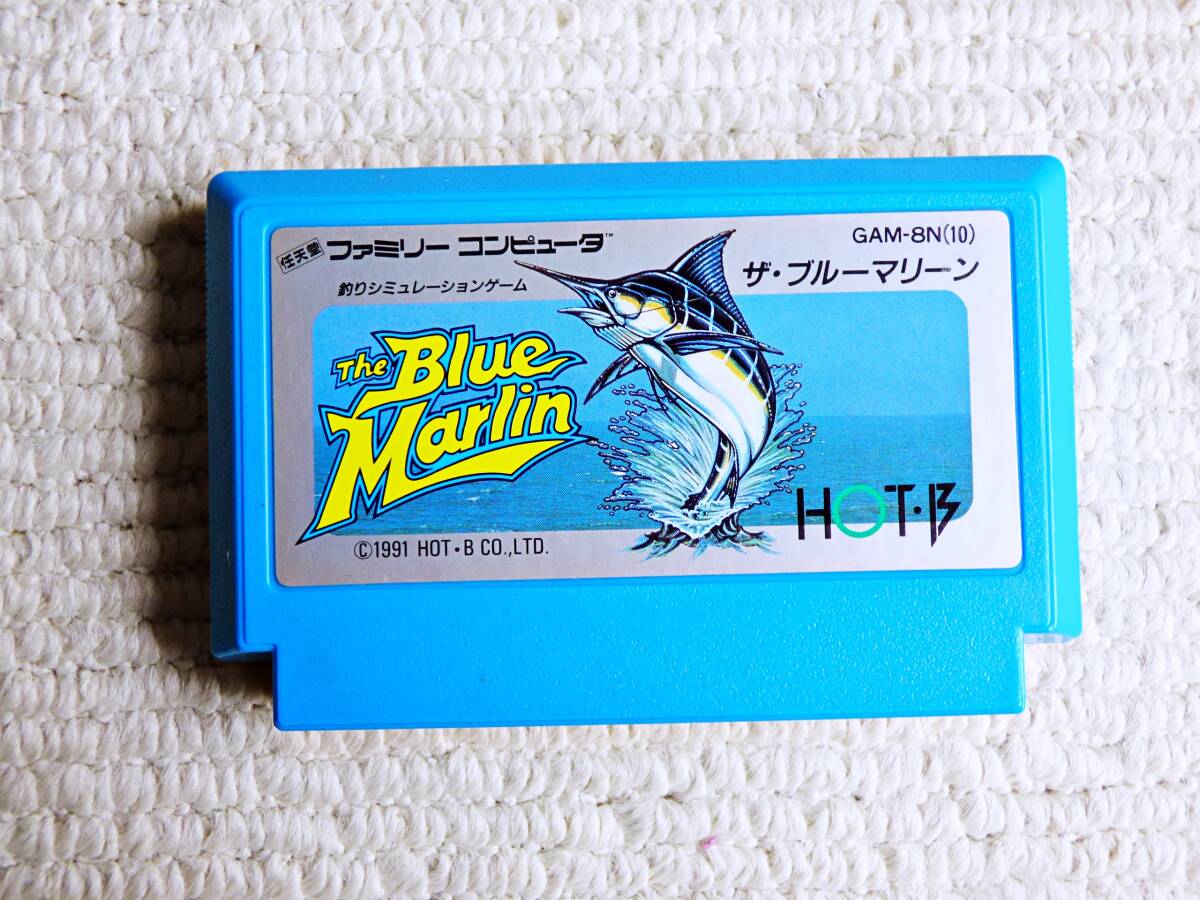 任天堂 ファミリー コンピュータ™
GAM-8N(10)
釣りシミュレーションゲーム
ザ・ブルーマリーン
The Blue
Marlin
HOT・B
©1991 HOT・B CO.,LTD.